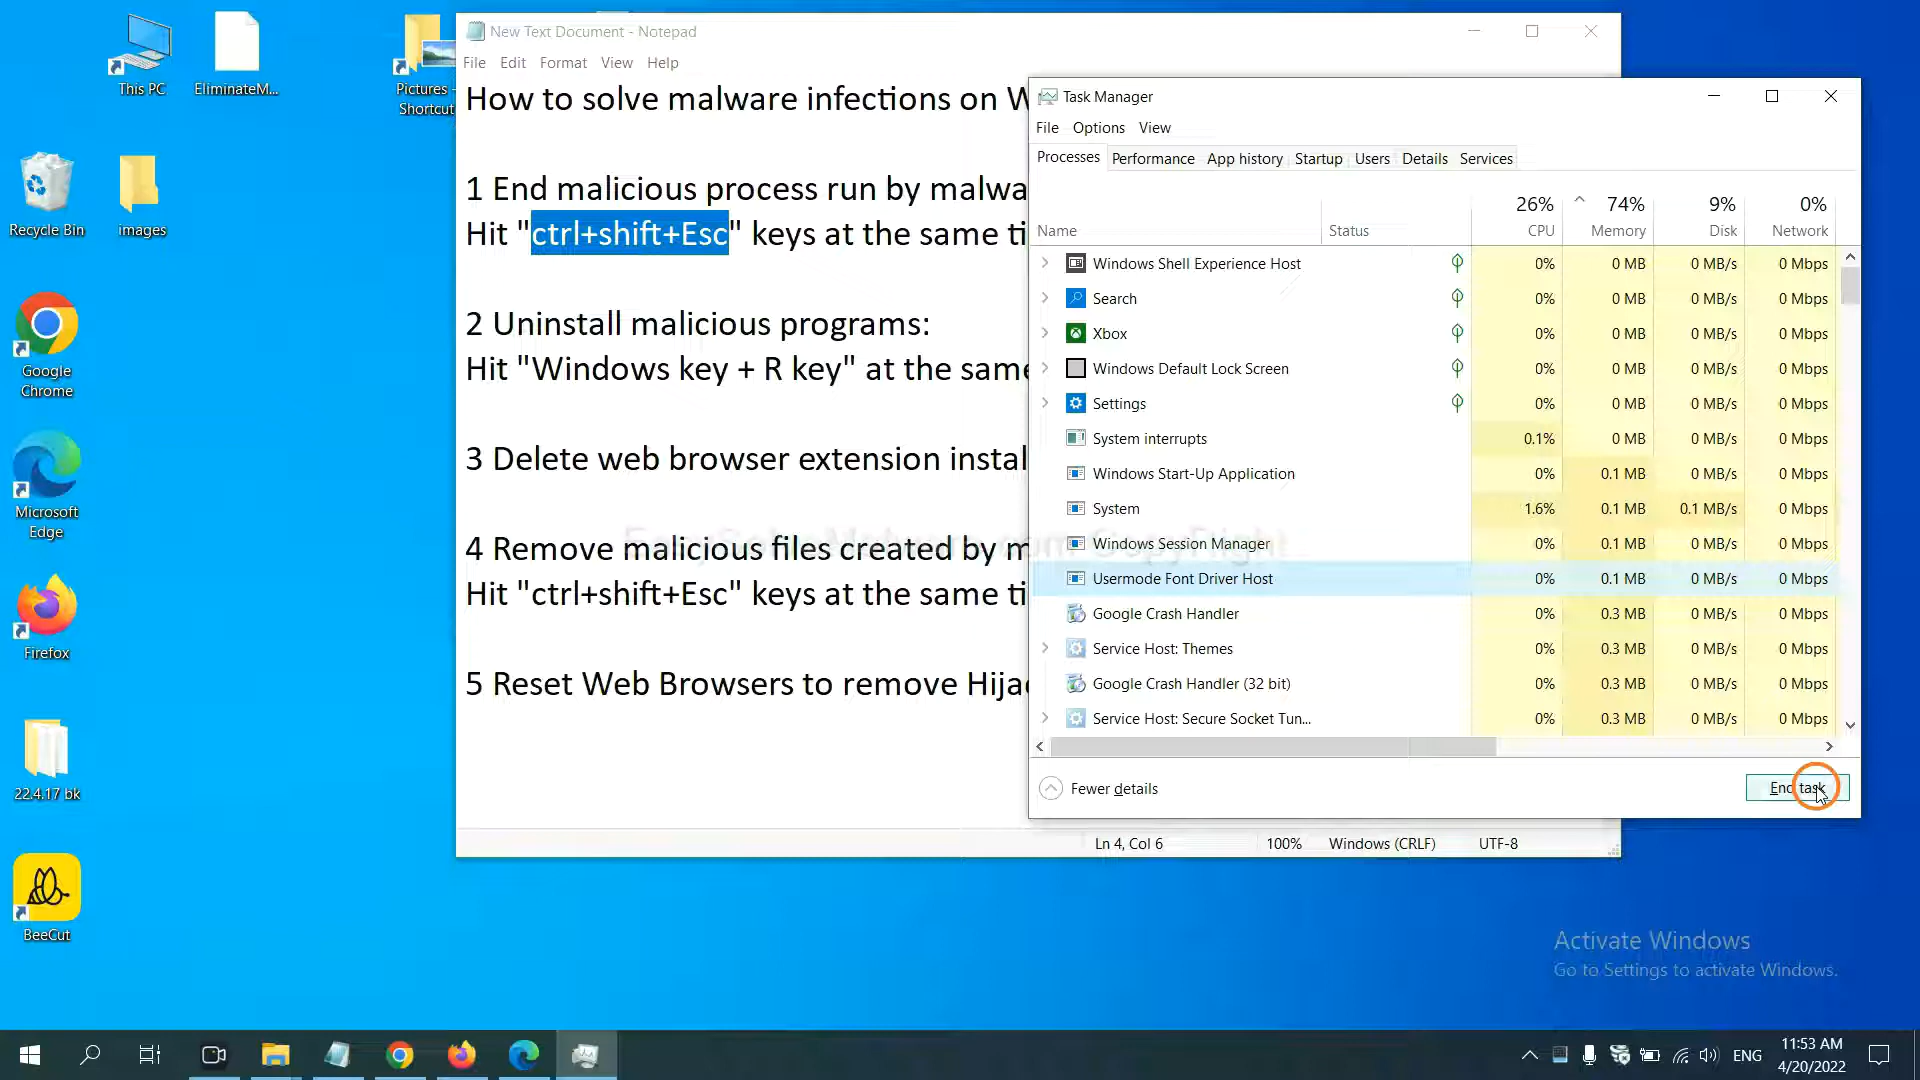 This PC
EliminateM...
Pictures -
Shortcut
Recycle Bin
images
Google
Chrome
Microsoft
Edge
Firefox
22.4.17 bk
BeeCut
New Text Document - Notepad
File Edit Format View Help
How to solve malware infections on W
1 End malicious process run by malwa
Hit "ctrl+shift+Esc" keys at the same ti
2 Uninstall malicious programs:
Hit "Windows key + R key" at the same
3 Delete web browser extension instal
4 Remove malicious files created by m
Hit "ctrl+shift+Esc" keys at the same ti
5 Reset Web Browsers to remove Hijac
Ln 4, Col 6 100% Windows (CRLF) UTF-8
EasySolveMalware.com CopyRight
Task Manager
File Options View
Processes Performance App history Startup Users Details Services
26% 74% 9% 0%
Name Status CPU Memory Disk Network
Windows Shell Experience Host 0% 0 MB 0 MB/s 0 Mbps
Search 0% 0 MB 0 MB/s 0 Mbps
Xbox 0% 0 MB 0 MB/s 0 Mbps
Windows Default Lock Screen 0% 0 MB 0 MB/s 0 Mbps
Settings 0% 0 MB 0 MB/s 0 Mbps
System interrupts 0.1% 0 MB 0 MB/s 0 Mbps
Windows Start-Up Application 0% 0.1 MB 0 MB/s 0 Mbps
System 1.6% 0.1 MB 0.1 MB/s 0 Mbps
Windows Session Manager 0% 0.1 MB 0 MB/s 0 Mbps
Usermode Font Driver Host 0% 0.1 MB 0 MB/s 0 Mbps
Google Crash Handler 0% 0.3 MB 0 MB/s 0 Mbps
Service Host: Themes 0% 0.3 MB 0 MB/s 0 Mbps
Google Crash Handler (32 bit) 0% 0.3 MB 0 MB/s 0 Mbps
Service Host: Secure Socket Tun... 0% 0.3 MB 0 MB/s 0 Mbps
Fewer details
End task
Activate Windows
Go to Settings to activate Windows.
ENG
11:53 AM
4/20/2022